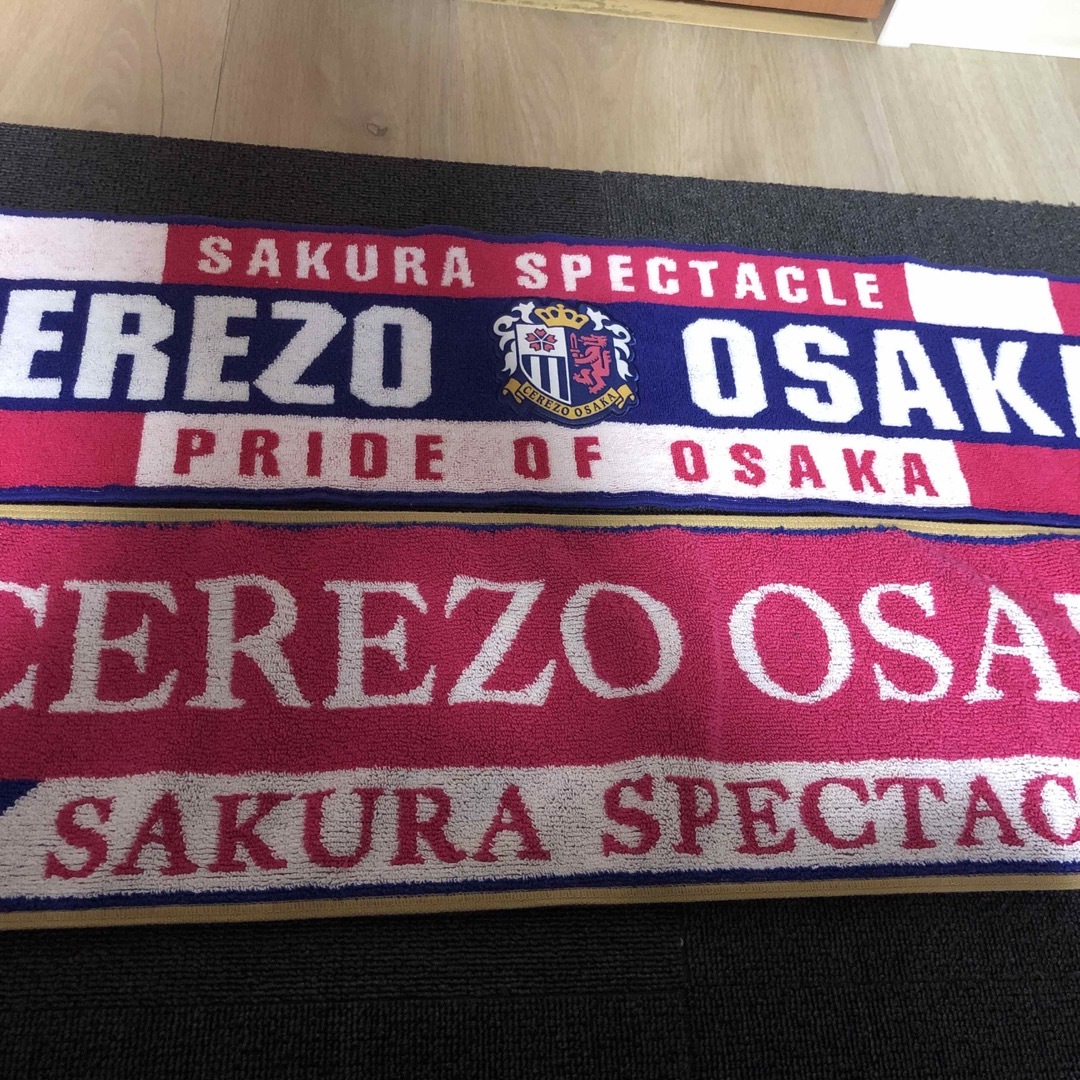 SAKURA SPECTACLE
EREZO OSAK
CEREZO OSAKA
PRIDE OF OSAKA
CEREZO OSA
SAKURA SPECTAC